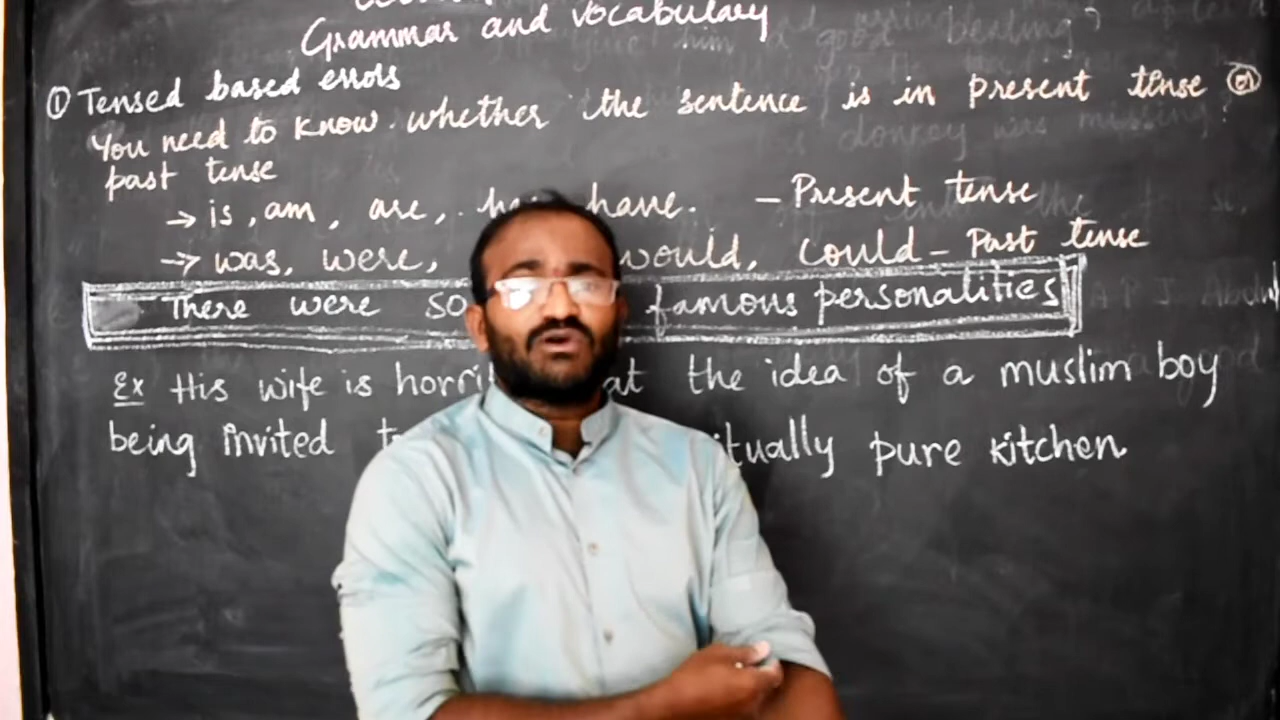 Grammar and Vocabulary
① Tensed based errors
You need to know whether the sentence is in present tense or
past tense
→ is, am, are, have. – Present tense
→ was, were, would, could – Past tense
There were famous personalities
Ex His wife is at the idea of a muslim boy
being invited pure kitchen